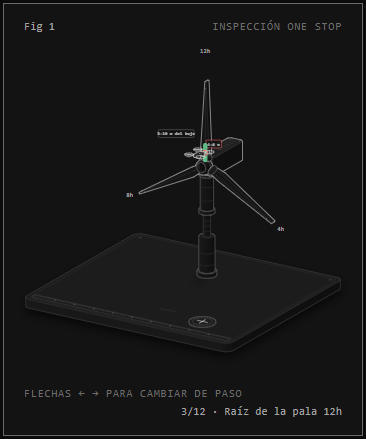 Fig 1
INSPECCIÓN ONE STOP
12h
8h
4h
FLECHAS ← → PARA CAMBIAR DE PASO
3/12 · Raíz de la pala 12h